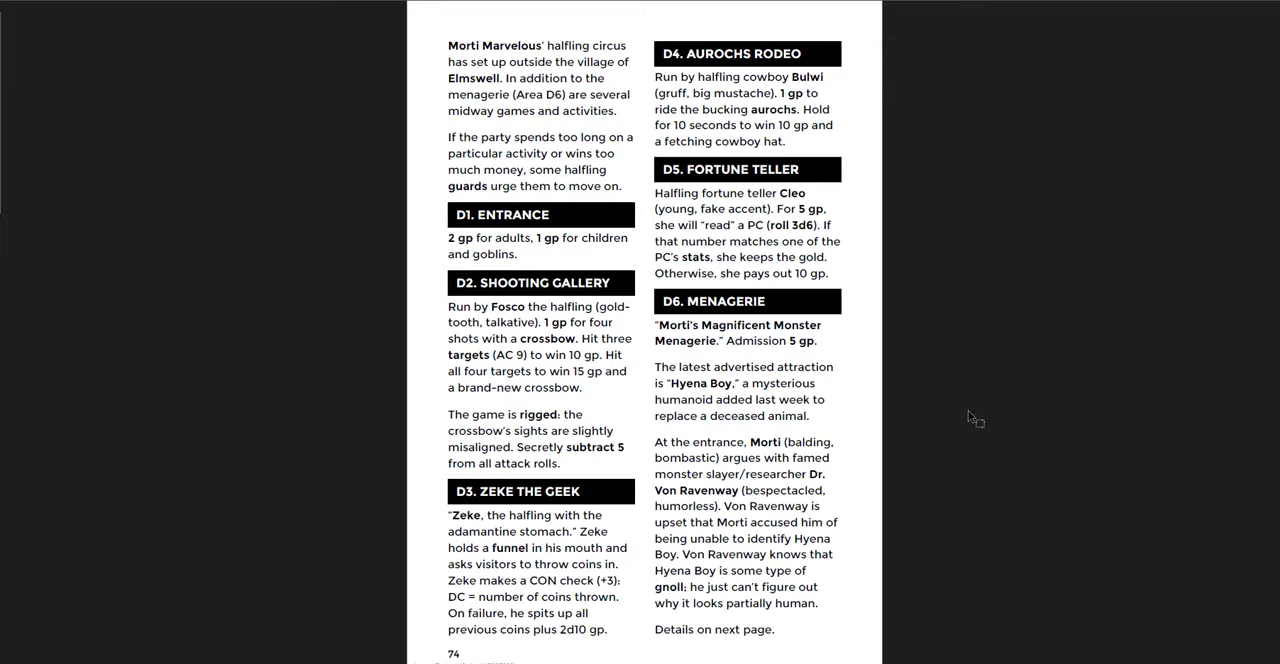 Morti Marvelous' halfling circus
has set up outside the village of
Elmswell. In addition to the
menagerie (Area D6) are several
midway games and activities.
If the party spends too long on a
particular activity or wins too
much money, some halfling
guards urge them to move on.
D1. ENTRANCE
2 gp for adults, 1 gp for children
and goblins.
D2. SHOOTING GALLERY
Run by Fosco the halfling (gold-
tooth, talkative). 1 gp for four
shots with a crossbow. Hit three
targets (AC 9) to win 10 gp. Hit
all four targets to win 15 gp and
a brand-new crossbow.
The game is rigged: the
crossbow's sights are slightly
misaligned. Secretly subtract 5
from all attack rolls.
D3. ZEKE THE GEEK
"Zeke, the halfling with the
adamantine stomach." Zeke
holds a funnel in his mouth and
asks visitors to throw coins in.
Zeke makes a CON check (+3):
DC = number of coins thrown.
On failure, he spits up all
previous coins plus 2d10 gp.
74
D4. AUROCHS RODEO
Run by halfling cowboy Bulwi
(gruff, big mustache). 1 gp to
ride the bucking aurochs. Hold
for 10 seconds to win 10 gp and
a fetching cowboy hat.
D5. FORTUNE TELLER
Halfling fortune teller Cleo
(young, fake accent). For 5 gp,
she will "read" a PC (roll 3d6). If
that number matches one of the
PC's stats, she keeps the gold.
Otherwise, she pays out 10 gp.
D6. MENAGERIE
"Morti's Magnificent Monster
Menagerie." Admission 5 gp.
The latest advertised attraction
is "Hyena Boy," a mysterious
humanoid added last week to
replace a deceased animal.
At the entrance, Morti (balding,
bombastic) argues with famed
monster slayer/researcher Dr.
Von Ravenway (bespectacled,
humorless). Von Ravenway is
upset that Morti accused him of
being unable to identify Hyena
Boy. Von Ravenway knows that
Hyena Boy is some type of
gnoll; he just can't figure out
why it looks partially human.
Details on next page.